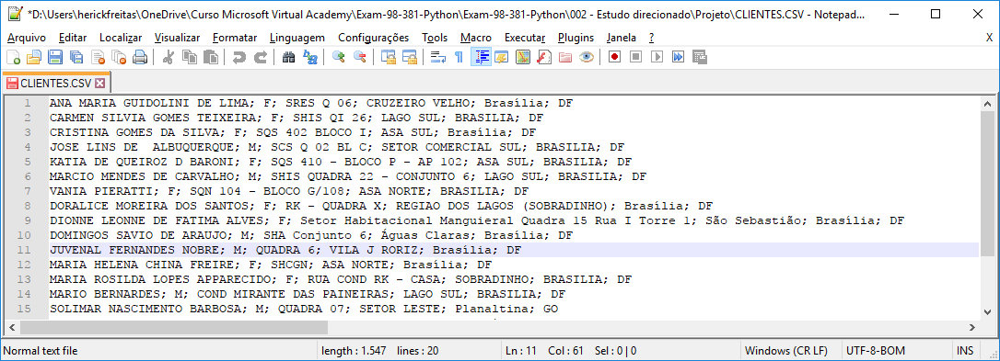 *D:\Users\herickfreitas\OneDrive\Curso Microsoft Virtual Academy\Exam-98-381-Python\Exam-98-381-Python\002 - Estudo direcionado\Projeto\CLIENTES.CSV - Notepad...
Arquivo Editar Localizar Visualizar Formatar Linguagem Configurações Tools Macro Executar Plugins Janela ? X
CLIENTES.CSV
1 ANA MARIA GUIDOLINI DE LIMA; F; SRES Q 06; CRUZEIRO VELHO; Brasília; DF
2 CARMEN SILVIA GOMES TEIXEIRA; F; SHIS QI 26; LAGO SUL; BRASILIA; DF
3 CRISTINA GOMES DA SILVA; F; SQS 402 BLOCO I; ASA SUL; Brasília; DF
4 JOSE LINS DE  ALBUQUERQUE; M; SCS Q 02 BL C; SETOR COMERCIAL SUL; BRASILIA; DF
5 KATIA DE QUEIROZ D BARONI; F; SQS 410 - BLOCO P - AP 102; ASA SUL; BRASILIA; DF
6 MARCIO MENDES DE CARVALHO; M; SHIS QUADRA 22 - CONJUNTO 6; LAGO SUL; BRASILIA; DF
7 VANIA PIERATTI; F; SQN 104 - BLOCO G/108; ASA NORTE; BRASILIA; DF
8 DORALICE MOREIRA DOS SANTOS; F; RK - QUADRA X; REGIAO DOS LAGOS (SOBRADINHO); Brasília; DF
9 DIONNE LEONNE DE FATIMA ALVES; F; Setor Habitacional Manguieral Quadra 15 Rua I Torre 1; São Sebastião; Brasília; DF
10 DOMINGOS SAVIO DE ARAUJO; M; SHA Conjunto 6; Águas Claras; Brasília; DF
11 JUVENAL FERNANDES NOBRE; M; QUADRA 6; VILA J RORIZ; Brasília; DF
12 MARIA HELENA CHINA FREIRE; F; SHCGN; ASA NORTE; Brasília; DF
13 MARIA ROSILDA LOPES APPARECIDO; F; RUA COND RK - CASA; SOBRADINHO; BRASILIA; DF
14 MARIO BERNARDES; M; COND MIRANTE DAS PAINEIRAS; LAGO SUL; BRASILIA; DF
15 SOLIMAR NASCIMENTO BARBOSA; M; QUADRA 07; SETOR LESTE; Planaltina; GO
Normal text file length : 1.547 lines : 20 Ln : 11 Col : 61 Sel : 0 | 0 Windows (CR LF) UTF-8-BOM INS